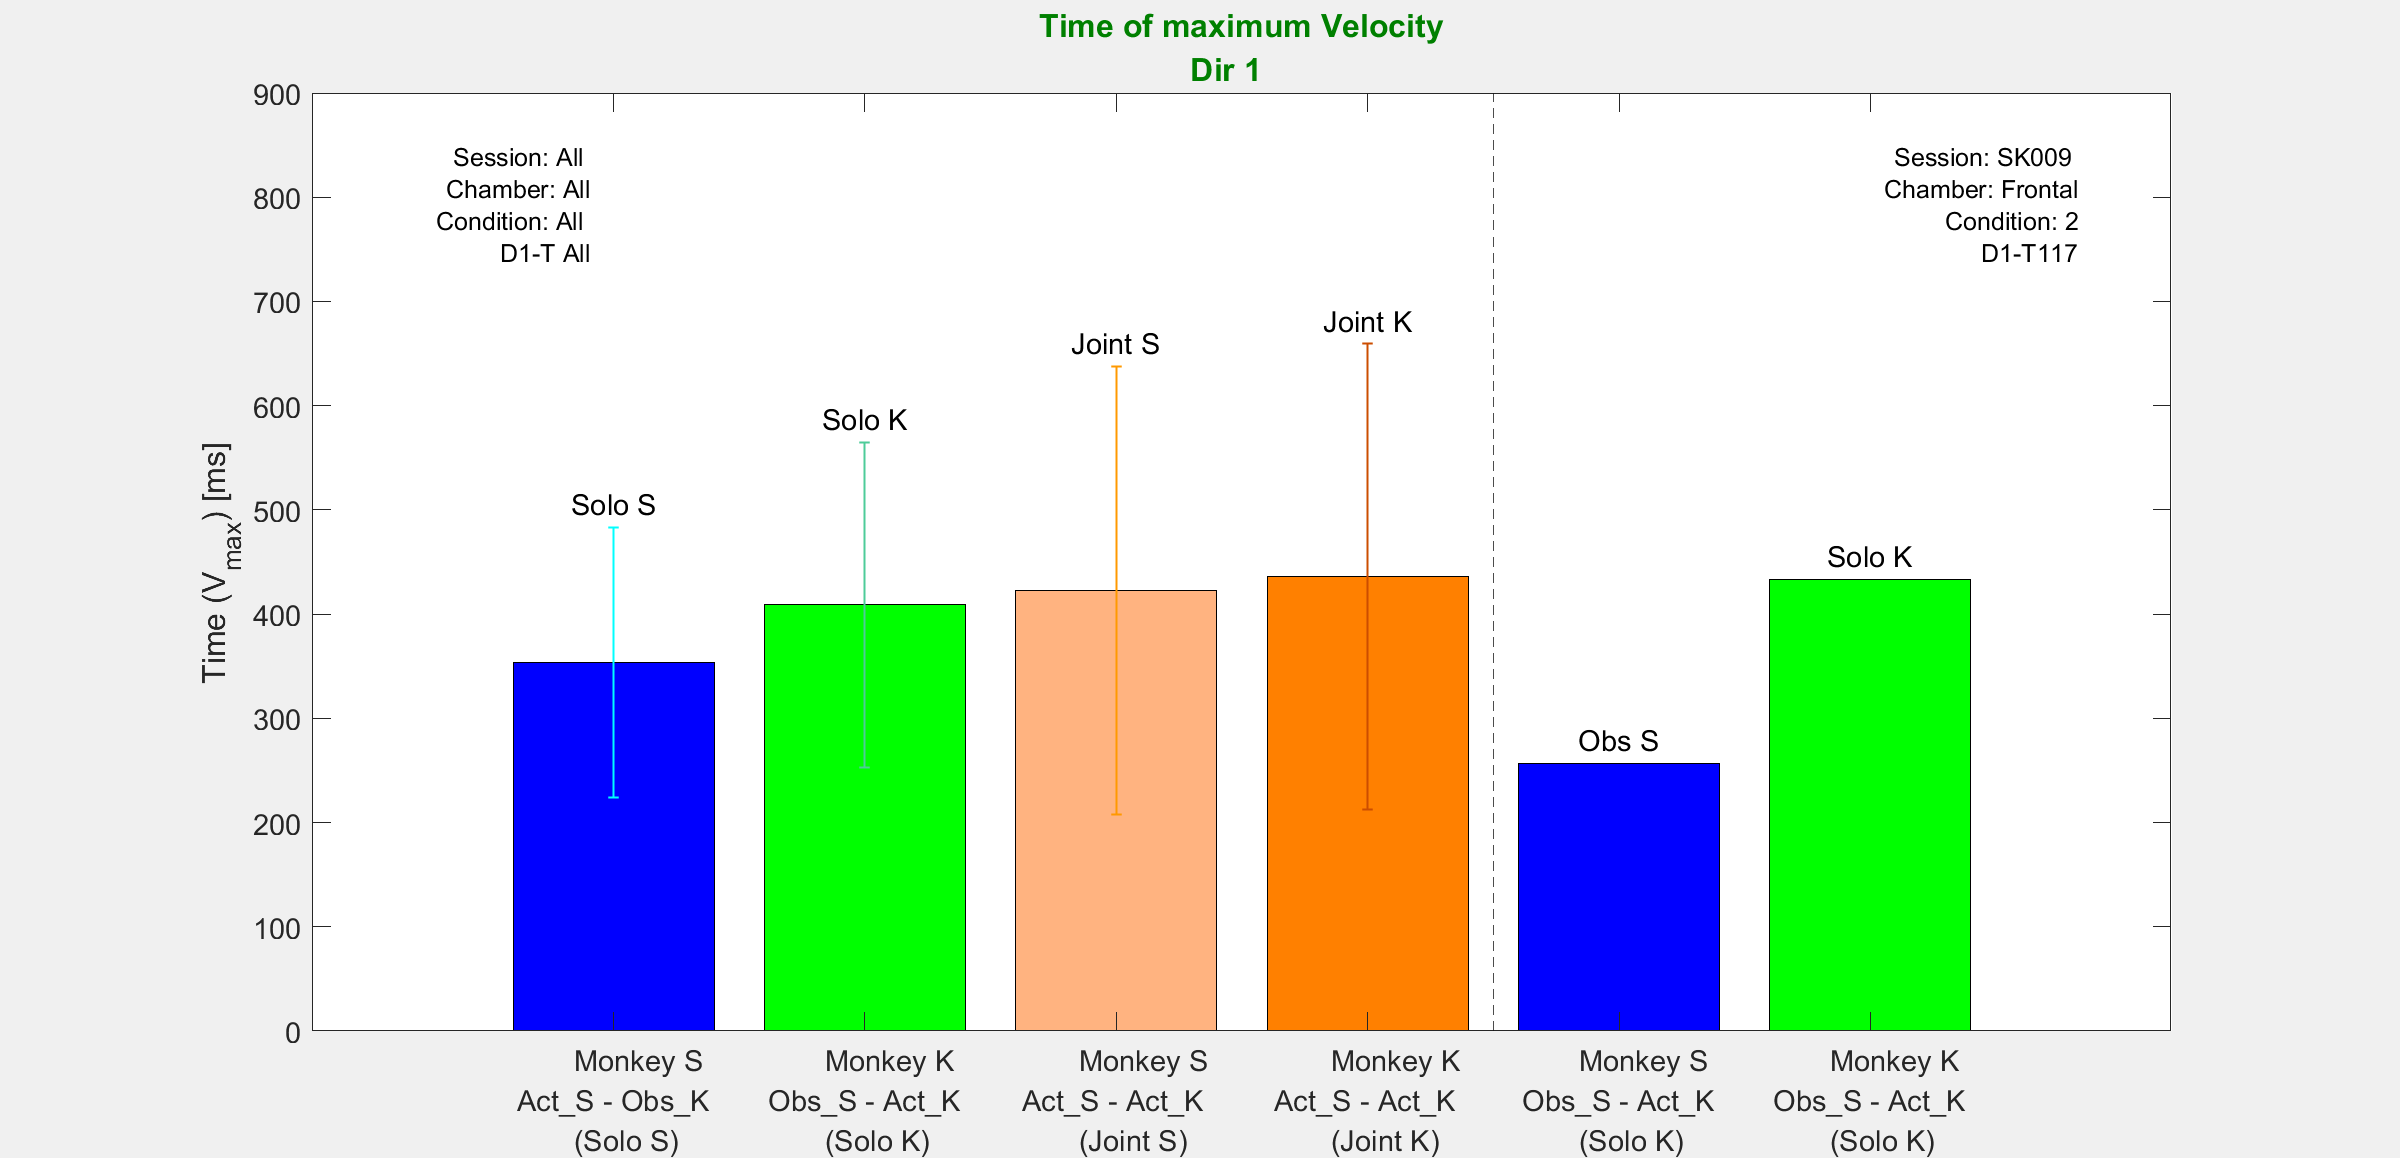 Time of maximum Velocity
Dir 1
900
800
700
600
500
400
300
200
100
0
Time (Vmax) [ms]
Session: All
Chamber: All
Condition: All
D1-T All
Session: SK009
Chamber: Frontal
Condition: 2
D1-T117
Solo S
Solo K
Joint S
Joint K
Obs S
Solo K
Monkey S
Act_S - Obs_K
(Solo S)
Monkey K
Obs_S - Act_K
(Solo K)
Monkey S
Act_S - Act_K
(Joint S)
Monkey K
Act_S - Act_K
(Joint K)
Monkey S
Obs_S - Act_K
(Solo K)
Monkey K
Obs_S - Act_K
(Solo K)